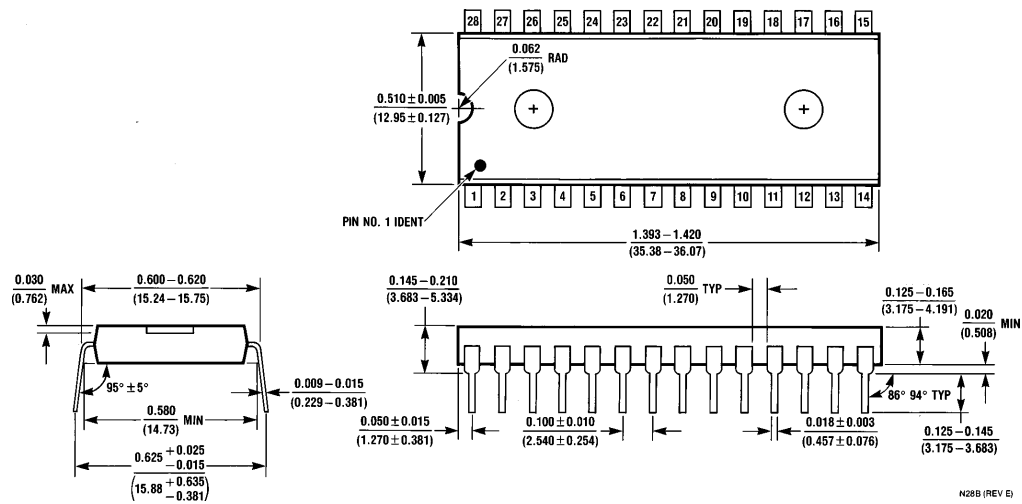 28 27 26 25 24 23 22 21 20 19 18 17 16 15
0.062
(1.575)
RAD
0.510 ± 0.005
(12.95 ± 0.127)
PIN NO. 1 IDENT
1 2 3 4 5 6 7 8 9 10 11 12 13 14
1.393 – 1.420
(35.38 – 36.07)
0.030
(0.762)
MAX
0.600 – 0.620
(15.24 – 15.75)
95° ±5°
0.009 – 0.015
(0.229 – 0.381)
0.580
(14.73)
MIN
0.625 +0.025
-0.015
(15.88 +0.635
-0.381)
0.145 – 0.210
(3.683 – 5.334)
0.050
(1.270)
TYP
0.125 – 0.165
(3.175 – 4.191)
0.020
(0.508)
MIN
86° 94° TYP
0.050 ± 0.015
(1.270 ± 0.381)
0.100 ± 0.010
(2.540 ± 0.254)
0.018 ± 0.003
(0.457 ± 0.076)
0.125 – 0.145
(3.175 – 3.683)
N28B (REV E)